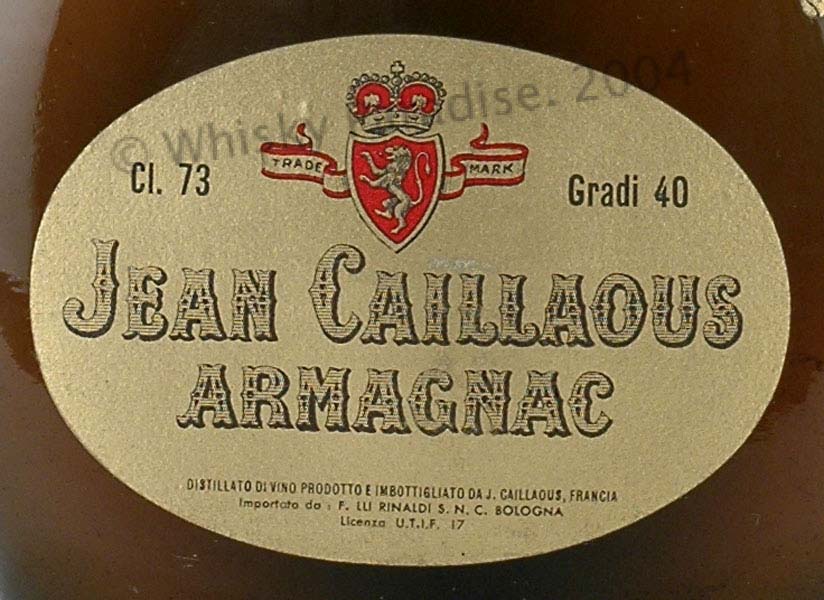 © Whisky Paradise. 2004
TRADE MARK
Cl. 73
Gradi 40
JEAN CAILLAOUS
ARMAGNAC
DISTILLATO DI VINO PRODOTTO E IMBOTTIGLIATO DA J. CAILLAOUS, FRANCIA
Importato da : F. LLI RINALDI S. N. C. BOLOGNA
Licenza U.T.I.F. 17